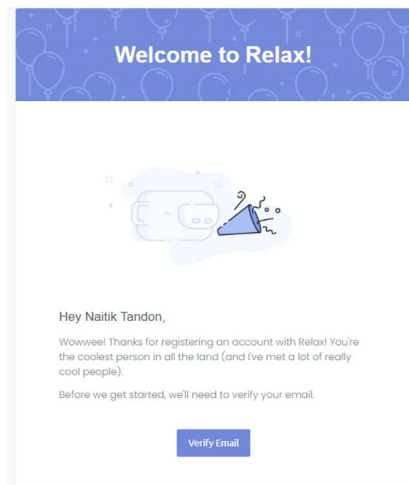 Welcome to Relax!
Hey Naitik Tandon,
Wowwee! Thanks for registering an account with Relax! You're
the coolest person in all the land (and I've met a lot of really
cool people).
Before we get started, we'll need to verify your email.
Verify Email